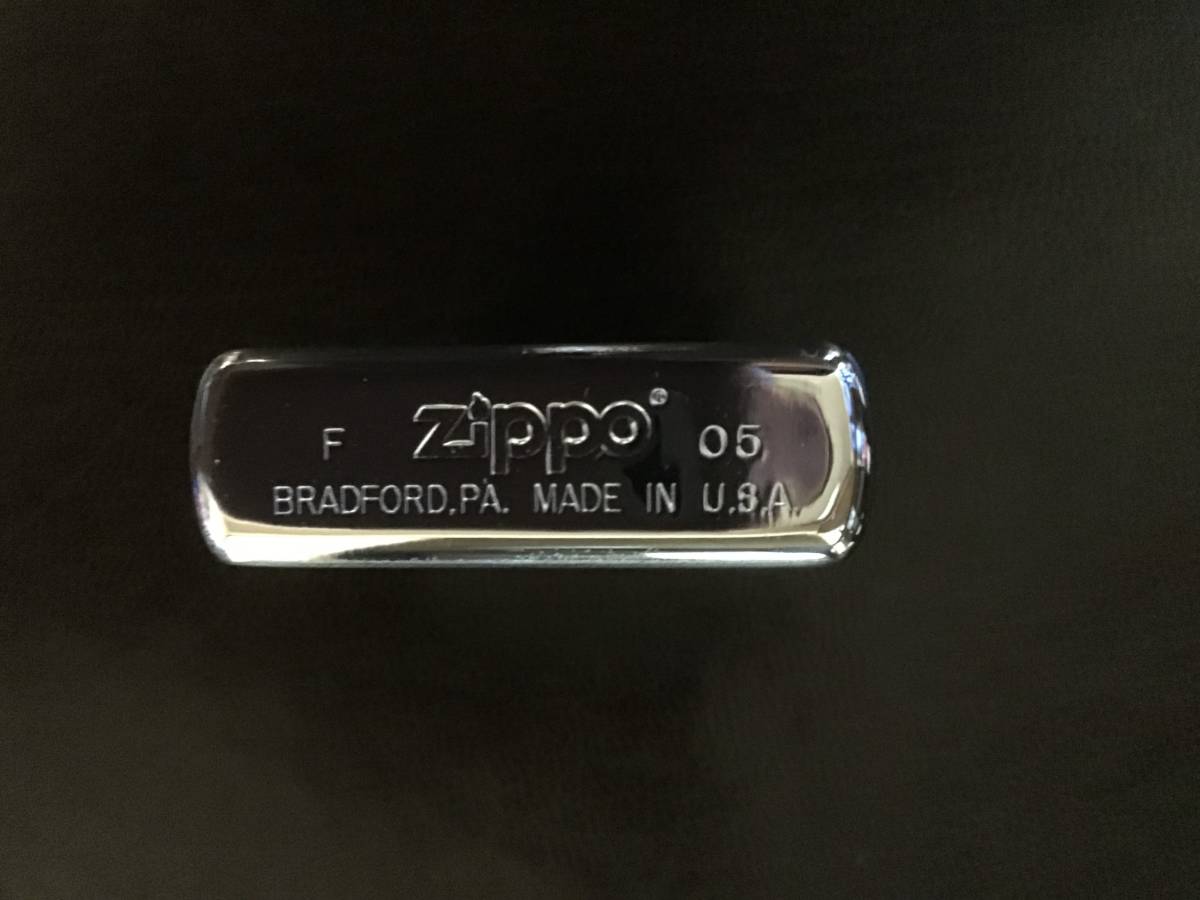 F zippo® 05
BRADFORD,PA. MADE IN U.S.A.